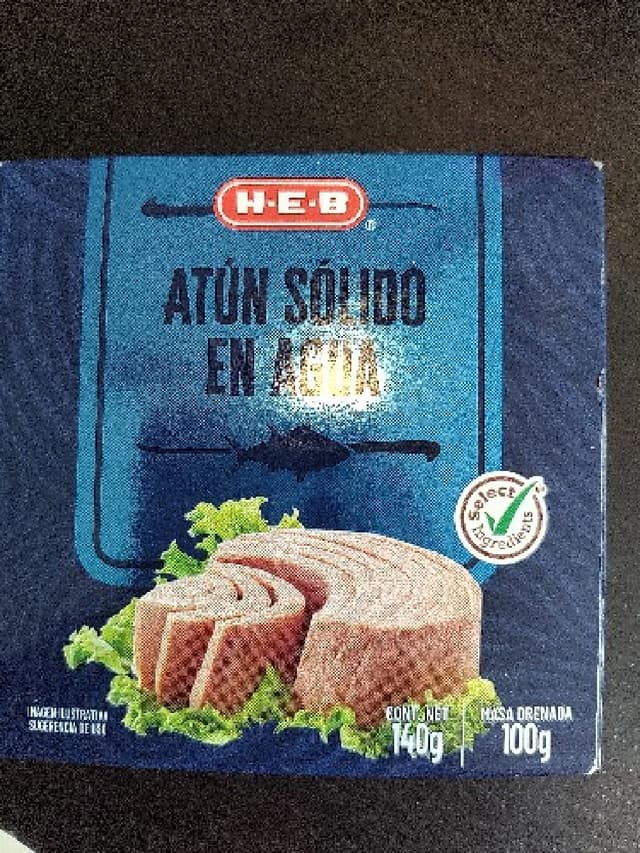 H-E-B
ATÚN SÓLIDO
EN AGUA
Select
Ingredients
IMAGEN ILUSTRATIVA
SUGERENCIA DE USO
CONT. NET.
140g
MASA DRENADA
100g